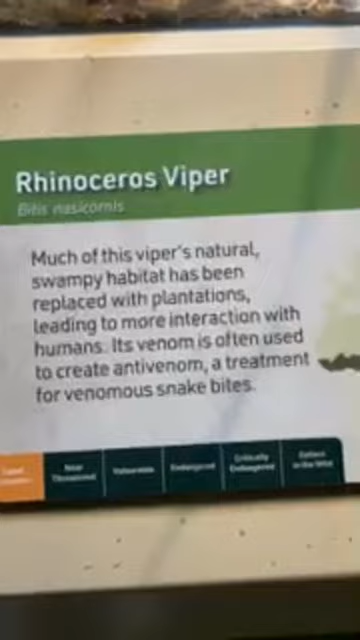 Rhinoceros Viper
Bitis nasicornis
Much of this viper's natural,
swampy habitat has been
replaced with plantations,
leading to more interaction with
humans. Its venom is often used
to create antivenom, a treatment
for venomous snake bites.
Least
Concern
Near
Threatened
Vulnerable
Endangered
Critically
Endangered
Extinct
in the Wild